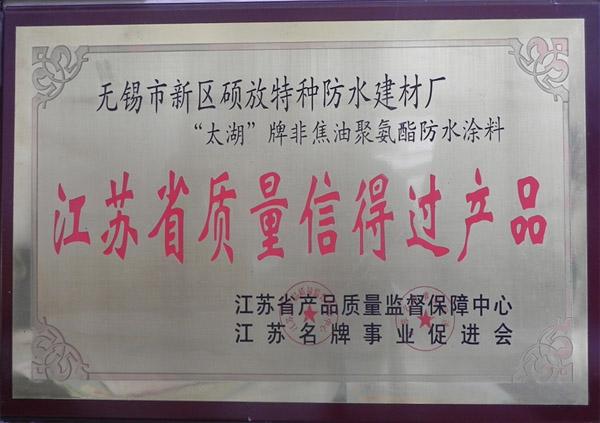 无锡市新区硕放特种防水建材厂
“太湖”牌非焦油聚氨酯防水涂料
江苏省质量信得过产品
江苏省产品质量监督保障中心
江苏名牌事业促进会